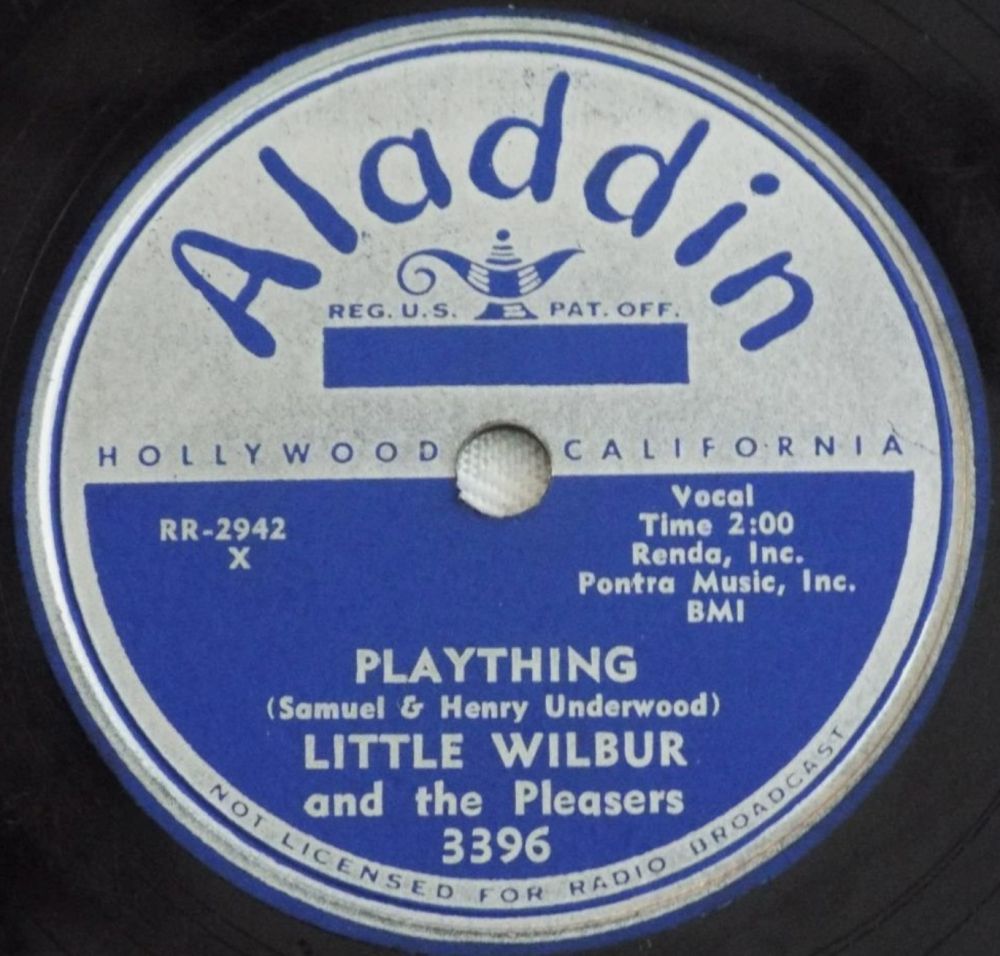 Aladdin
REG. U.S. PAT. OFF.
HOLLYWOOD CALIFORNIA
RR-2942
X
Vocal
Time 2:00
Renda, Inc.
Pontra Music, Inc.
BMI
PLAYTHING
(Samuel & Henry Underwood)
LITTLE WILBUR
and the Pleasers
3396
NOT LICENSED FOR RADIO BROADCAST